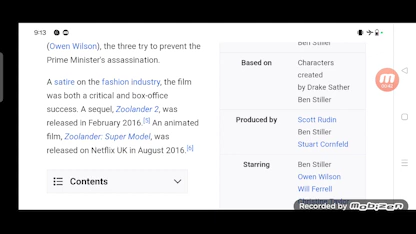 9:13
(Owen Wilson), the three try to prevent the
Prime Minister's assassination.
A satire on the fashion industry, the film
was both a critical and box-office
success. A sequel, Zoolander 2, was
released in February 2016.[5] An animated
film, Zoolander: Super Model, was
released on Netflix UK in August 2016.[6]
Contents
Ben Stiller
Based on
Characters
created
by Drake Sather
Ben Stiller
Produced by
Scott Rudin
Ben Stiller
Stuart Cornfeld
Starring
Ben Stiller
Owen Wilson
Will Ferrell
Recorded by MOBIZEN